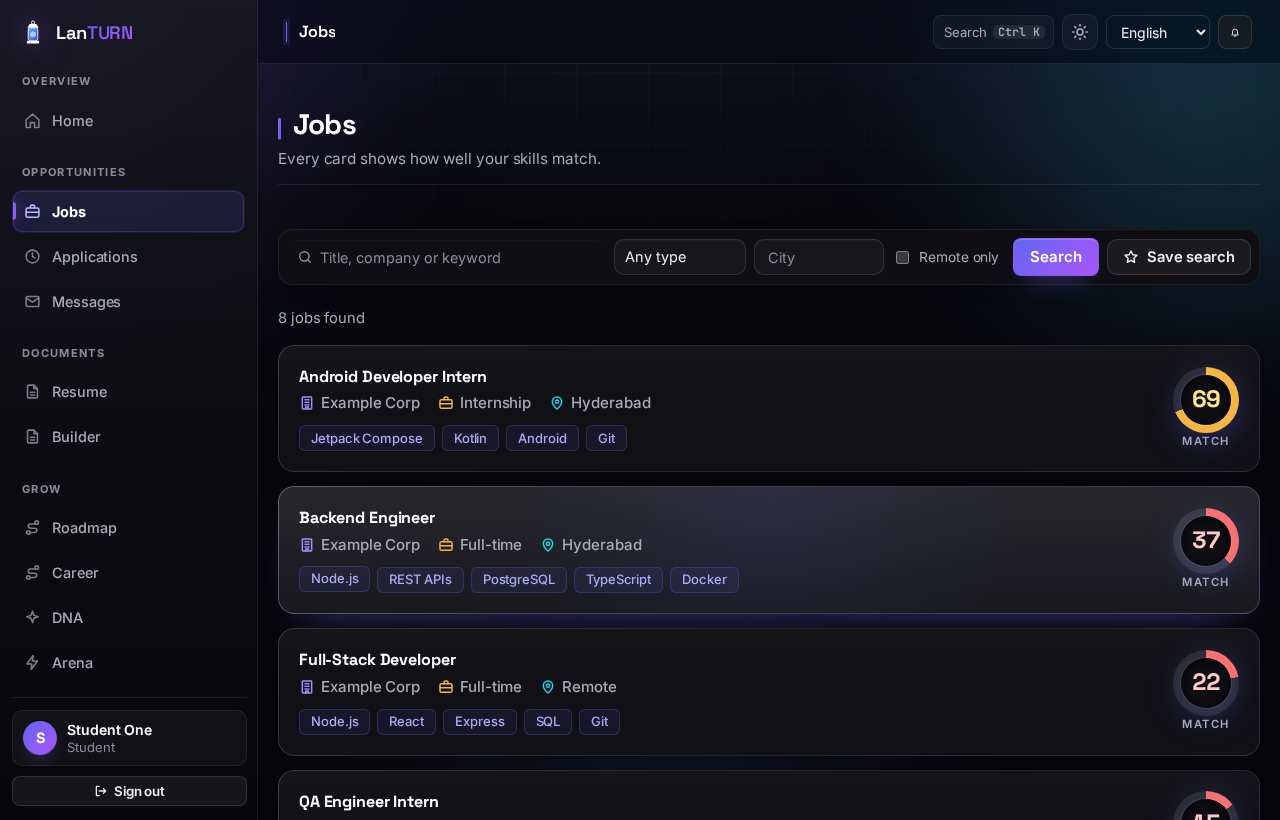 LanTURN
OVERVIEW
Home
OPPORTUNITIES
Jobs
Applications
Messages
DOCUMENTS
Resume
Builder
GROW
Roadmap
Career
DNA
Arena
S
Student One
Student
Sign out
Jobs
Search Ctrl K
English
Jobs
Every card shows how well your skills match.
Title, company or keyword
Any type
City
Remote only
Search
Save search
8 jobs found
Android Developer Intern
Example Corp Internship Hyderabad
Jetpack Compose Kotlin Android Git
69
MATCH
Backend Engineer
Example Corp Full-time Hyderabad
Node.js REST APIs PostgreSQL TypeScript Docker
37
MATCH
Full-Stack Developer
Example Corp Full-time Remote
Node.js React Express SQL Git
22
MATCH
QA Engineer Intern